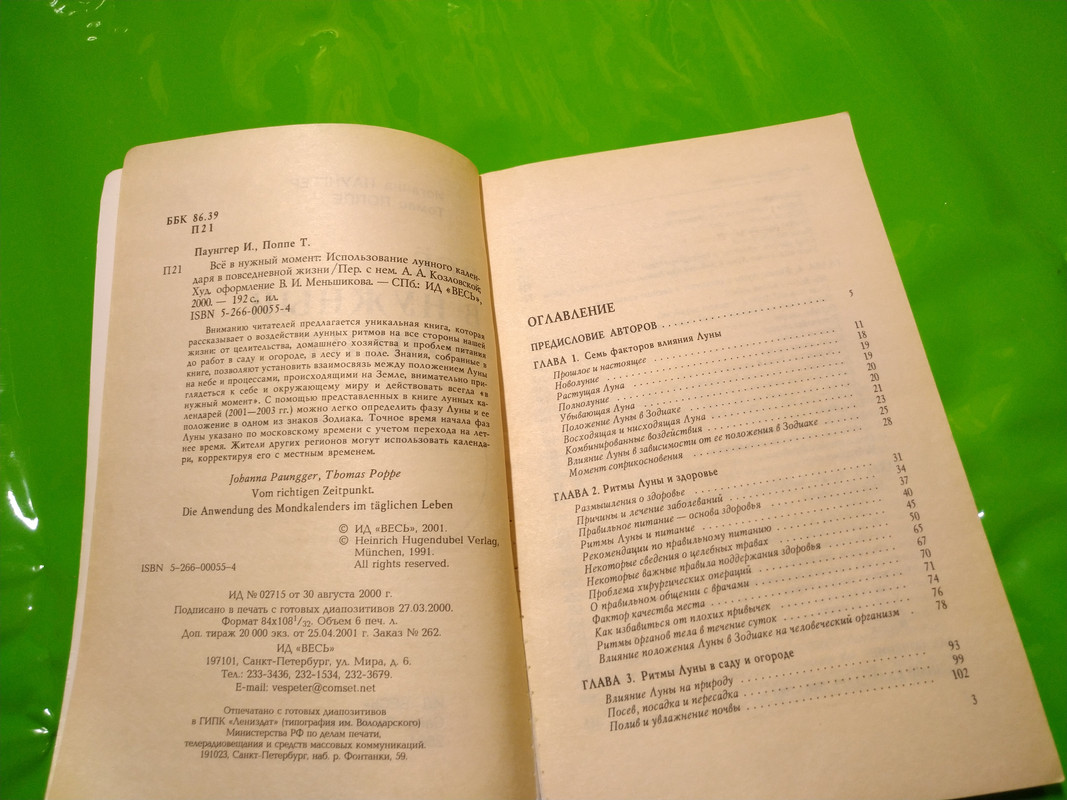 ББК 86.39
П21
Паунггер И., Поппе Т.
П21 Всё в нужный момент: Использование лунного кален-
даря в повседневной жизни/Пер. с нем. А. А. Козловской;
Худ. оформление В. И. Меньшикова. — СПб.: ИД «ВЕСЬ»,
2000. — 192 с., ил.
ISBN 5-266-00055-4
Вниманию читателей предлагается уникальная книга, которая
рассказывает о воздействии лунных ритмов на все стороны нашей
жизни: от целительства, домашнего хозяйства и проблем питания
до работ в саду и огороде, в лесу и в поле. Знания, собранные в
книге, позволяют установить взаимосвязь между положением Луны
на небе и процессами, происходящими на Земле, внимательно при-
глядеться к себе и окружающему миру и действовать всегда «в
нужный момент». С помощью представленных в книге лунных ка-
лендарей (2001—2003 гг.) можно легко определить фазу Луны и ее
положение в одном из знаков Зодиака. Точное время начала фаз
Луны указано по московскому времени с учетом перехода на лет-
нее время. Жители других регионов могут использовать календа-
ри, корректируя его с местным временем.
Johanna Paungger, Thomas Poppe
Vom richtigen Zeitpunkt.
Die Anwendung des Mondkalenders im täglichen Leben
© ИД «ВЕСЬ», 2001.
© Heinrich Hugendubel Verlag,
München, 1991.
All rights reserved.
ISBN 5-266-00055-4
ИД № 02715 от 30 августа 2000 г.
Подписано в печать с готовых диапозитивов 27.03.2000.
Формат 84х108 1/32. Объем 6 печ. л.
Доп. тираж 20 000 экз. от 25.04.2001 г. Заказ № 262.
ИД «ВЕСЬ»
197101, Санкт-Петербург, ул. Мира, д. 6.
Тел.: 233-3436, 232-1534, 232-3679.
E-mail: vespeter@comset.net
Отпечатано с готовых диапозитивов
в ГИПК «Лениздат» (типография им. Володарского)
Министерства РФ по делам печати,
телерадиовещания и средств массовых коммуникаций.
191023, Санкт-Петербург, наб. р. Фонтанки, 59.
ОГЛАВЛЕНИЕ
ПРЕДИСЛОВИЕ АВТОРОВ 5
ГЛАВА 1. Семь факторов влияния Луны
Прошлое и настоящее 11
Новолуние 18
Растущая Луна 19
Полнолуние 19
Убывающая Луна 20
Положение Луны в Зодиаке 20
Восходящая и нисходящая Луна 21
Комбинированные воздействия 23
Влияние Луны в зависимости от ее положения в Зодиаке 25
Момент соприкосновения 28
ГЛАВА 2. Ритмы Луны и здоровье
Размышления о здоровье 31
Причины и лечение заболеваний 34
Правильное питание — основа здоровья 37
Ритмы Луны и питание 40
Рекомендации по правильному питанию 45
Некоторые сведения о целебных травах 50
Некоторые важные правила поддержания здоровья 65
Проблема хирургических операций 67
О правильном общении с врачами 70
Фактор качества места 71
Как избавиться от плохих привычек 74
Ритмы органов тела в течение суток 76
Влияние положения Луны в Зодиаке на человеческий организм 78
ГЛАВА 3. Ритмы Луны в саду и огороде
Влияние Луны на природу 93
Посев, посадка и пересадка 99
Полив и увлажнение почвы 102
3